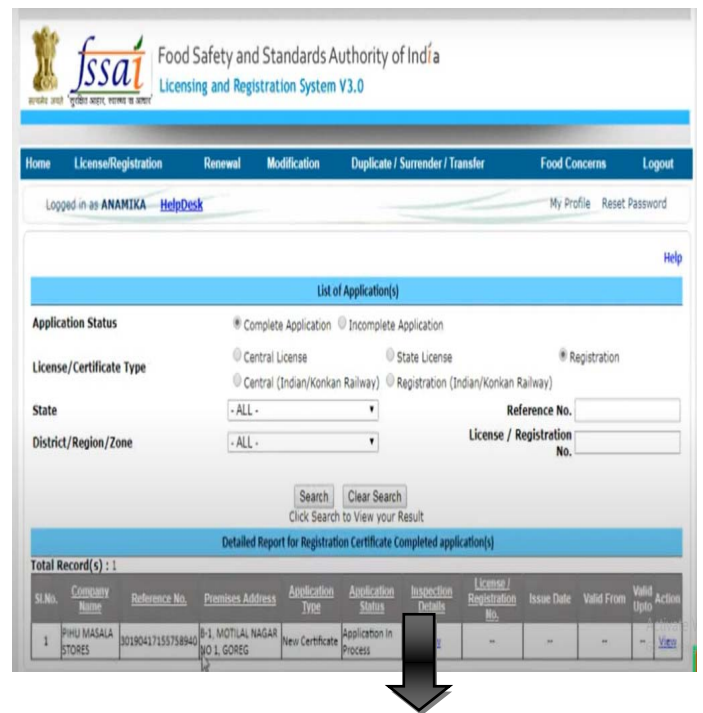 fssai
Food Safety and Standards Authority of India
Licensing and Registration System V3.0
सत्यमेव जयते
Home License/Registration Renewal Modification Duplicate / Surrender / Transfer Food Concerns Logout
Logged in as ANAMIKA HelpDesk My Profile Reset Password
Help
List of Application(s)
Application Status Complete Application Incomplete Application
License/Certificate Type Central License State License Registration
Central (Indian/Konkan Railway) Registration (Indian/Konkan Railway)
State - ALL - Reference No.
District/Region/Zone - ALL - License / Registration No.
Search Clear Search
Click Search to View your Result
Detailed Report for Registration Certificate Completed application(s)
Total Record(s) : 1
Sl.No. Company Name Reference No. Premises Address Application Type Application Status Inspection Details License / Registration No. Issue Date Valid From Valid Upto Action
1 PIHU MASALA STORES 30190417155758940 B-1, MOTILAL NAGAR NO 1, GOREG New Certificate Application In Process -- -- -- -- View